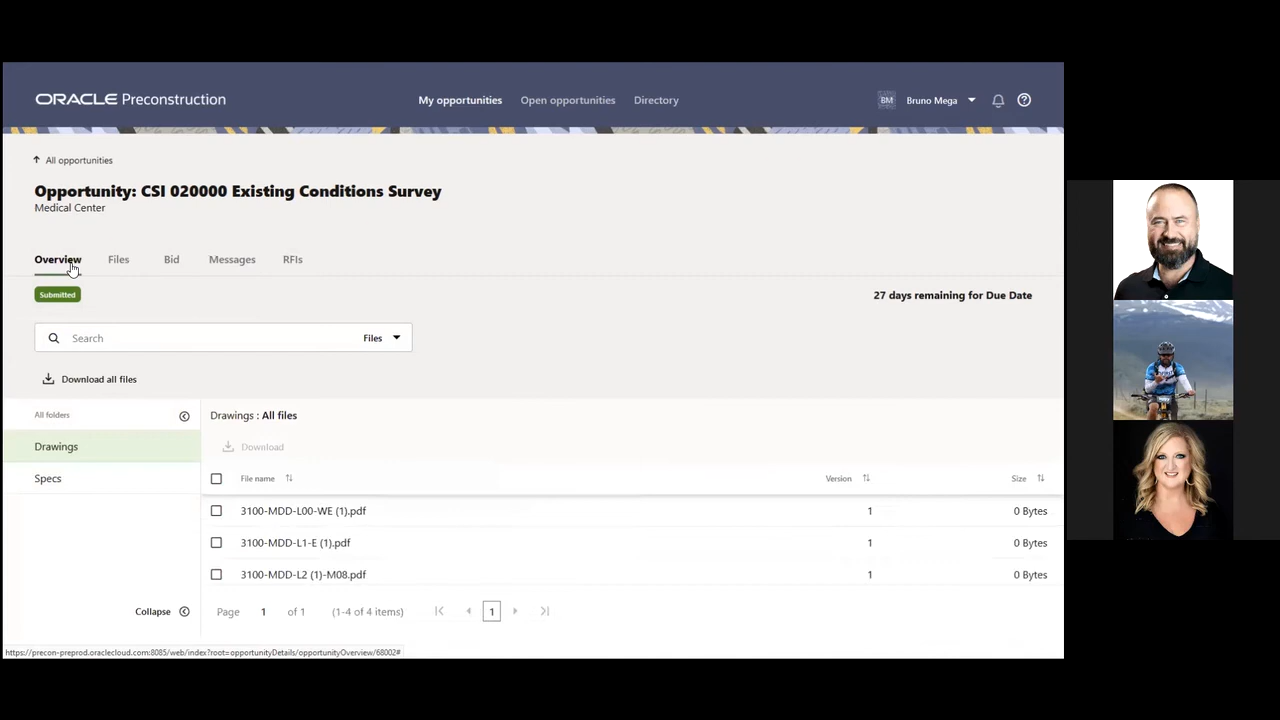 ORACLE Preconstruction
My opportunities
Open opportunities
Directory
BM
Bruno Mega
All opportunities
Opportunity: CSI 020000 Existing Conditions Survey
Medical Center
Overview
Files
Bid
Messages
RFIs
Submitted
27 days remaining for Due Date
Search
Files
Download all files
All folders
Drawings : All files
Drawings
Download
Specs
File name
Version
Size
3100-MDD-L00-WE (1).pdf
1
0 Bytes
3100-MDD-L1-E (1).pdf
1
0 Bytes
3100-MDD-L2 (1)-M08.pdf
1
0 Bytes
Collapse
Page 1 of 1 (1-4 of 4 items)
1
https://precon-preprod.oraclecloud.com:8085/web/index?root=opportunityDetails/opportunityOverview/68002#